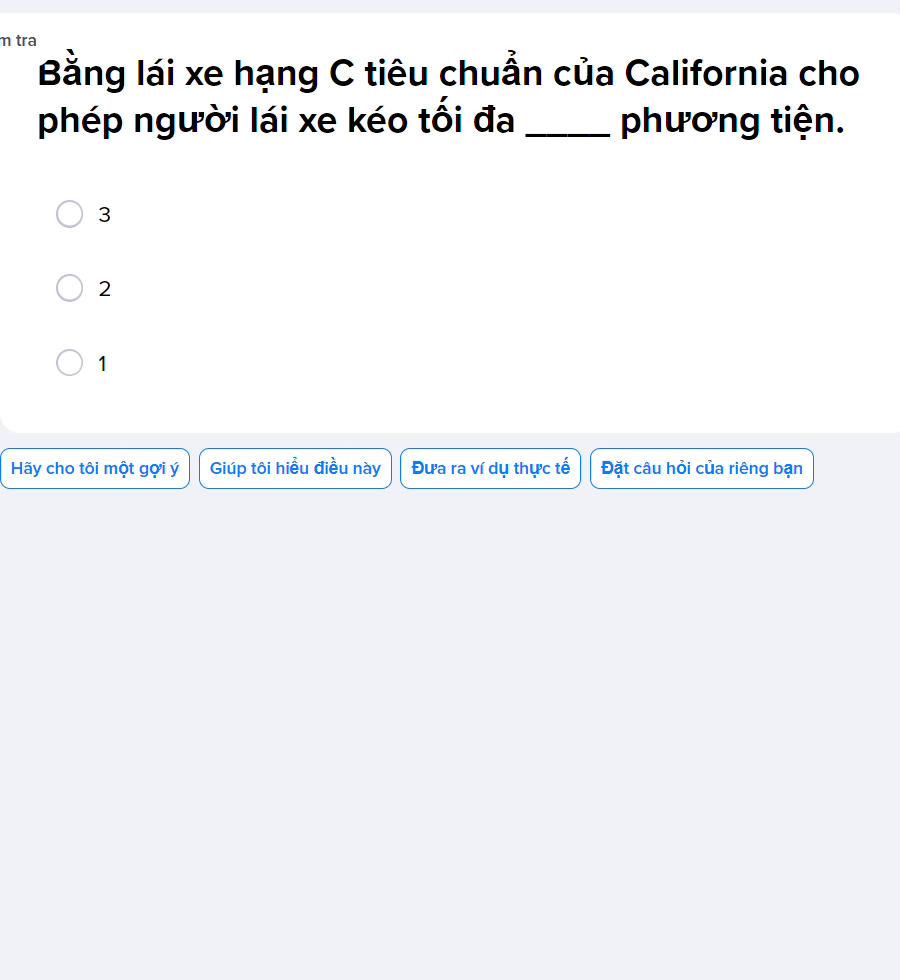 m tra
Bằng lái xe hạng C tiêu chuẩn của California cho
phép người lái xe kéo tối đa ____ phương tiện.
3
2
1
Hãy cho tôi một gợi ý
Giúp tôi hiểu điều này
Đưa ra ví dụ thực tế
Đặt câu hỏi của riêng bạn